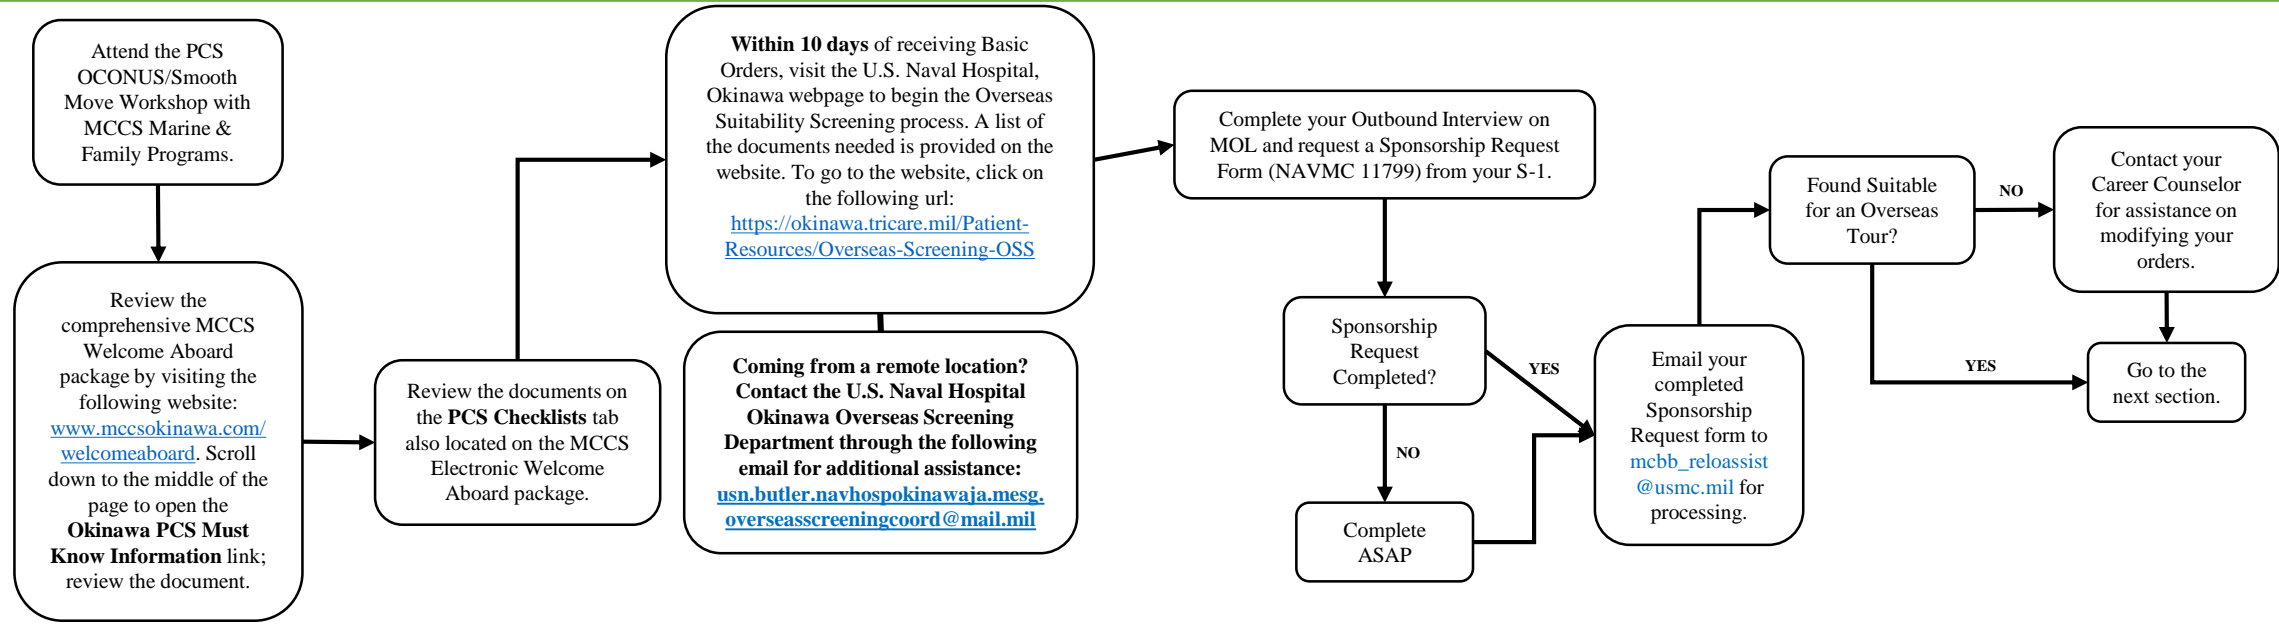 Attend the PCS
OCONUS/Smooth
Move Workshop with
MCCS Marine &
Family Programs.
Review the
comprehensive MCCS
Welcome Aboard
package by visiting the
following website:
www.mccsokinawa.com/
welcomeaboard. Scroll
down to the middle of the
page to open the
Okinawa PCS Must
Know Information link;
review the document.
Review the documents on
the PCS Checklists tab
also located on the MCCS
Electronic Welcome
Aboard package.
Within 10 days of receiving Basic
Orders, visit the U.S. Naval Hospital,
Okinawa webpage to begin the Overseas
Suitability Screening process. A list of
the documents needed is provided on the
website. To go to the website, click on
the following url:
https://okinawa.tricare.mil/Patient-
Resources/Overseas-Screening-OSS
Coming from a remote location?
Contact the U.S. Naval Hospital
Okinawa Overseas Screening
Department through the following
email for additional assistance:
usn.butler.navhospokinawaja.mesg.
overseasscreeningcoord@mail.mil
Complete your Outbound Interview on
MOL and request a Sponsorship Request
Form (NAVMC 11799) from your S-1.
Sponsorship
Request
Completed?
YES
NO
Complete
ASAP
Email your
completed
Sponsorship
Request form to
mcbb_reloassist
@usmc.mil for
processing.
Found Suitable
for an Overseas
Tour?
NO
YES
Contact your
Career Counselor
for assistance on
modifying your
orders.
Go to the
next section.